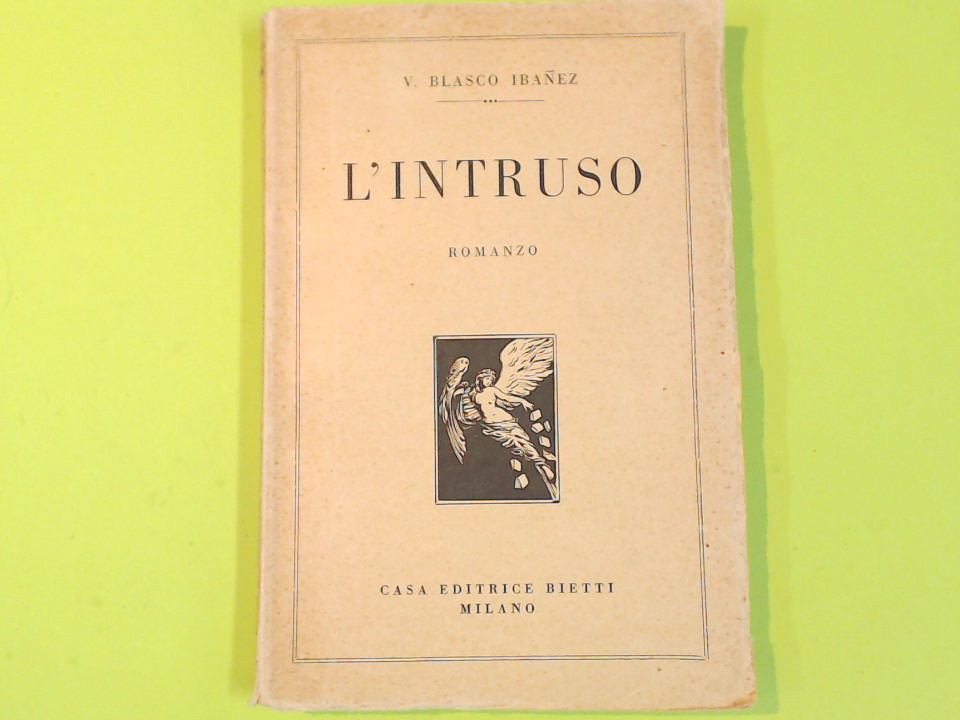 V. BLASCO IBAÑEZ
L'INTRUSO
ROMANZO
CASA EDITRICE BIETTI
MILANO